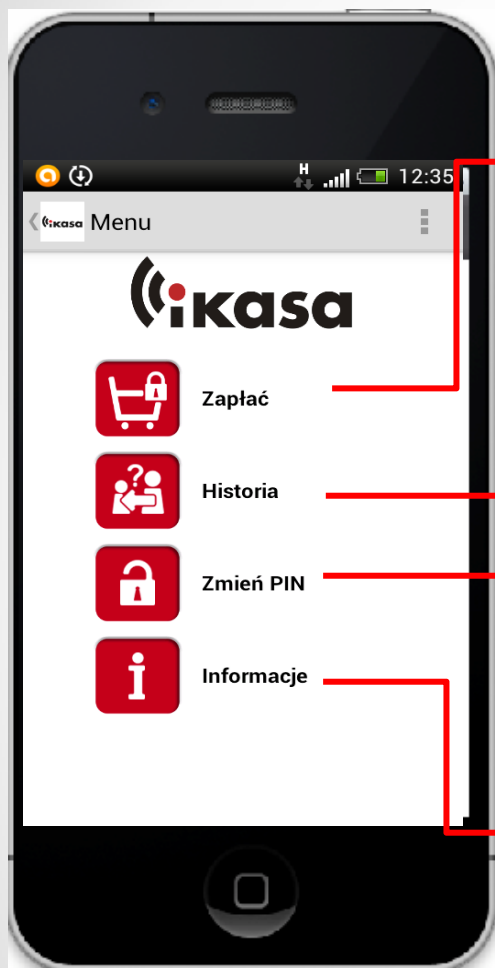 H
12:35
ikasa Menu
ikasa
Zapłać
Historia
Zmień PIN
Informacje